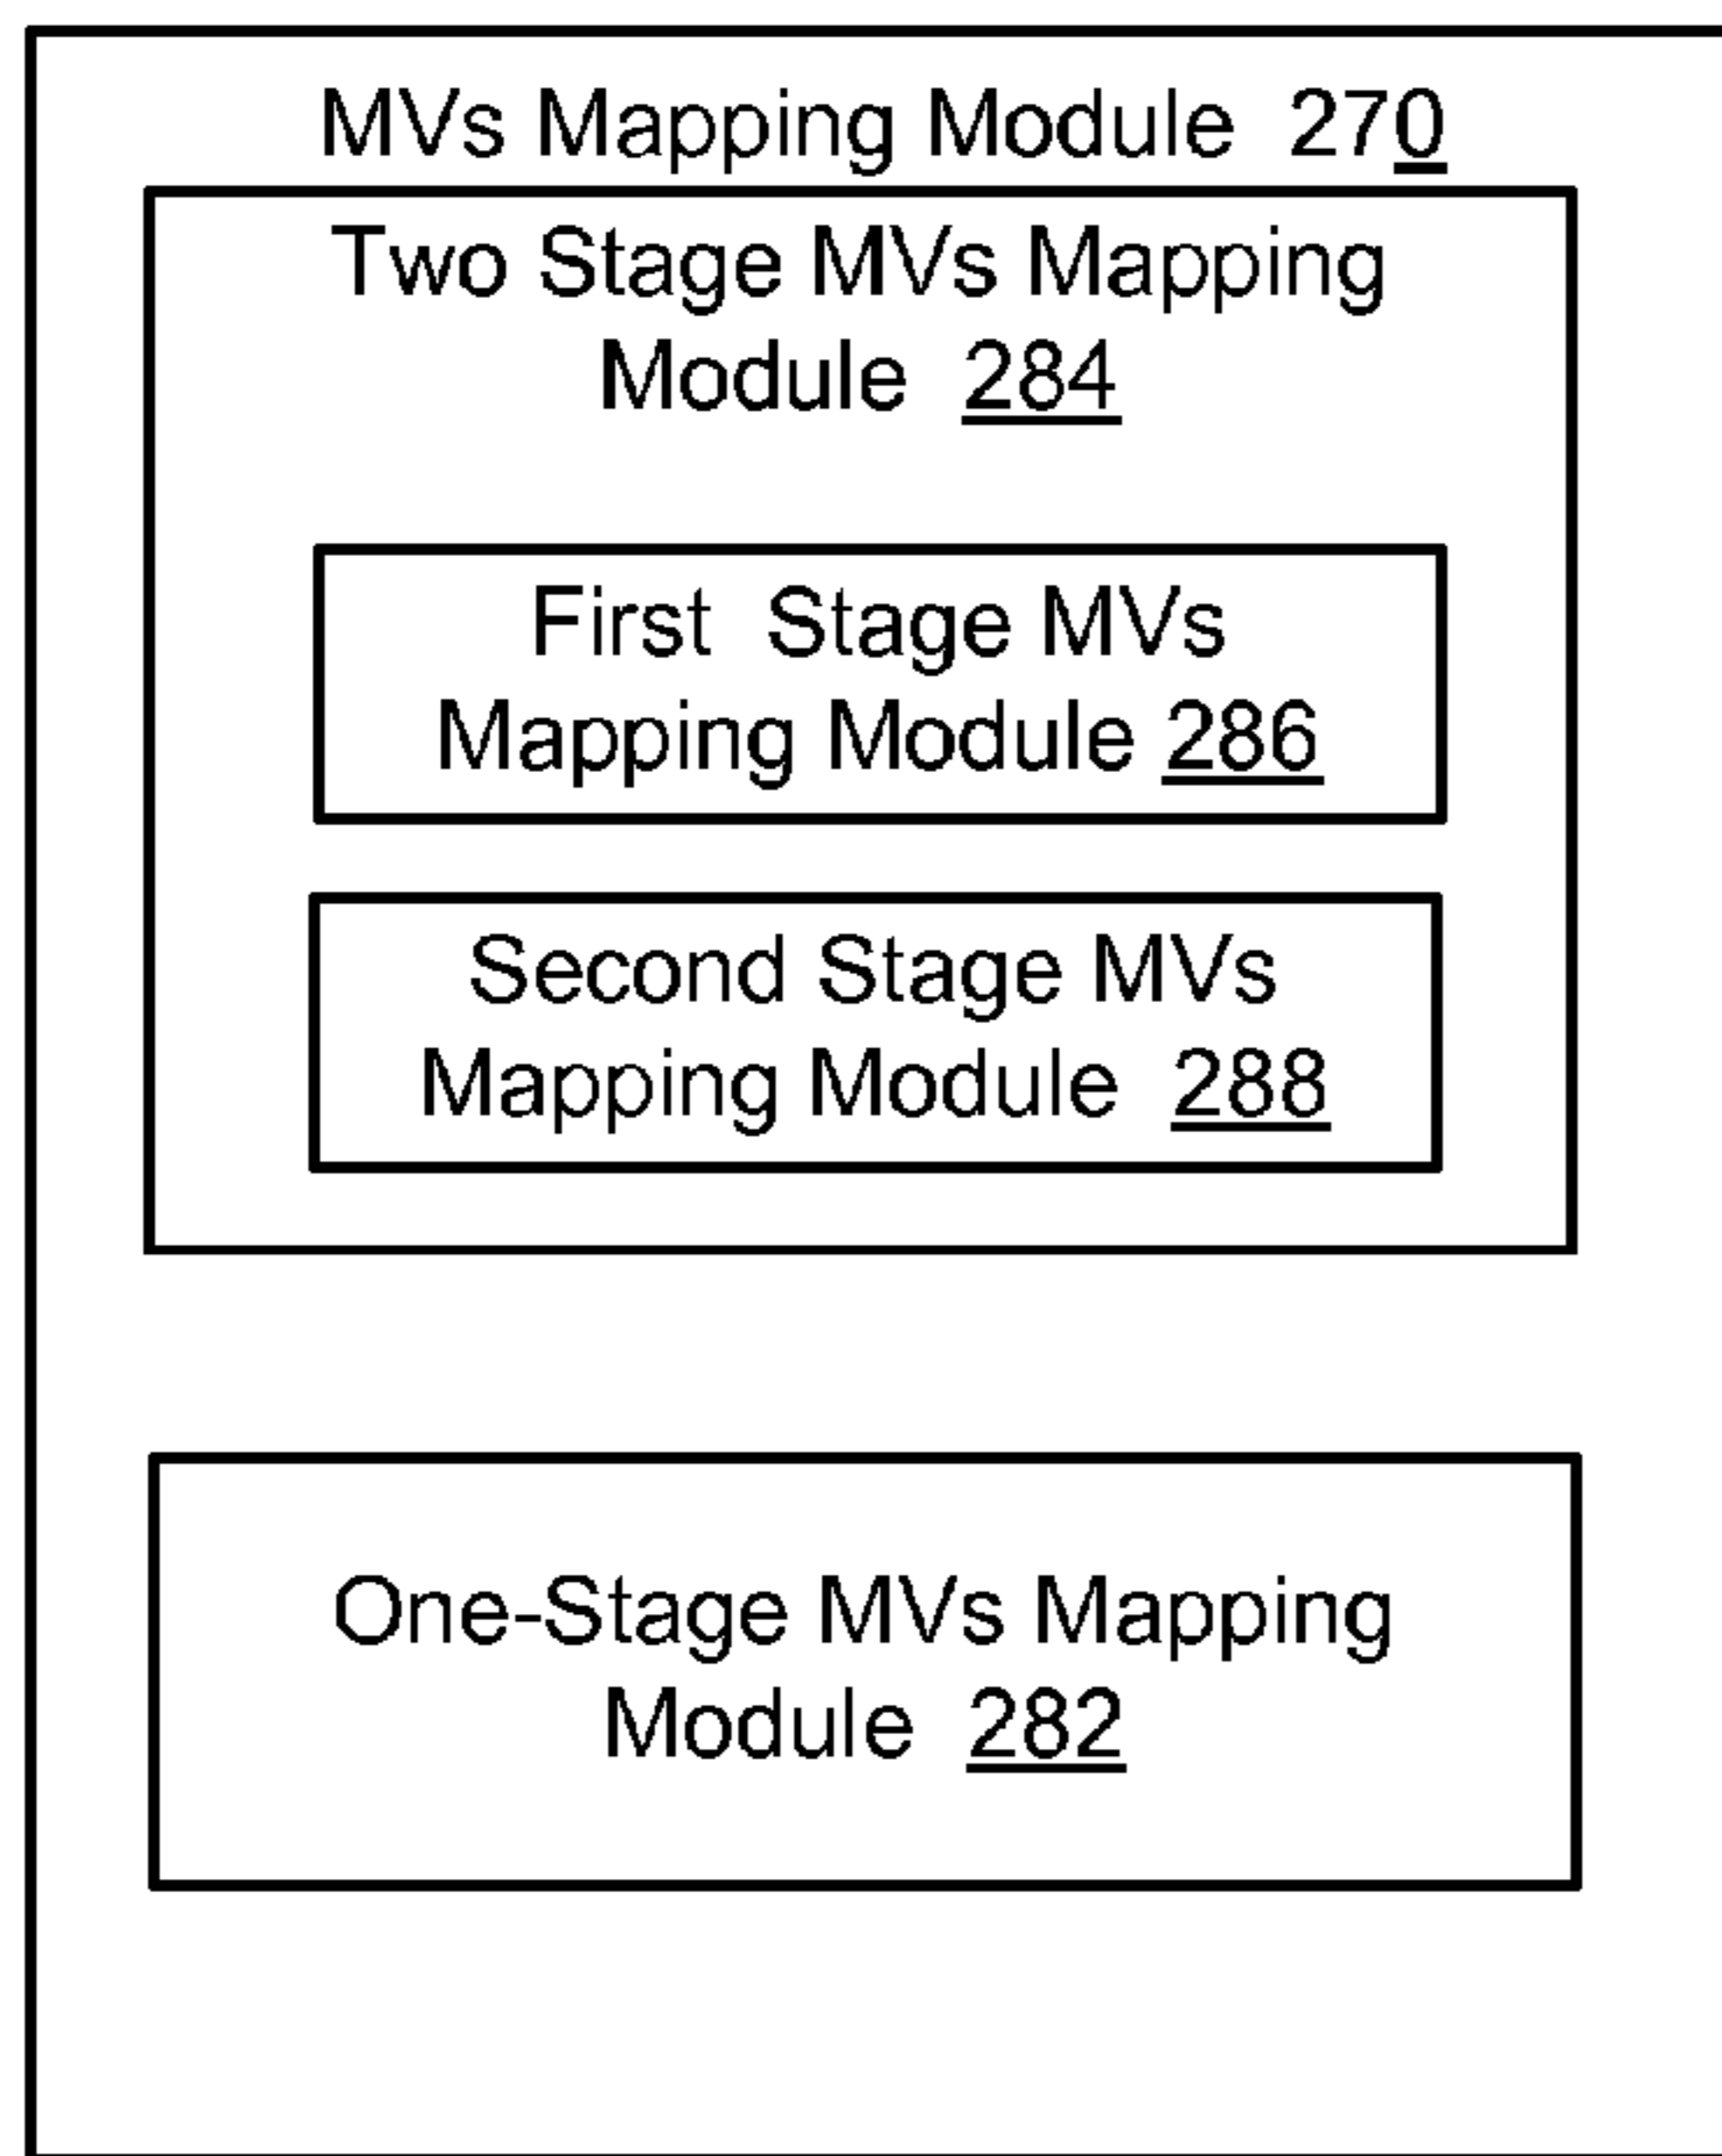 MVs Mapping Module 270
Two Stage MVs Mapping
Module 284
First Stage MVs
Mapping Module 286
Second Stage MVs
Mapping Module 288
One-Stage MVs Mapping
Module 282